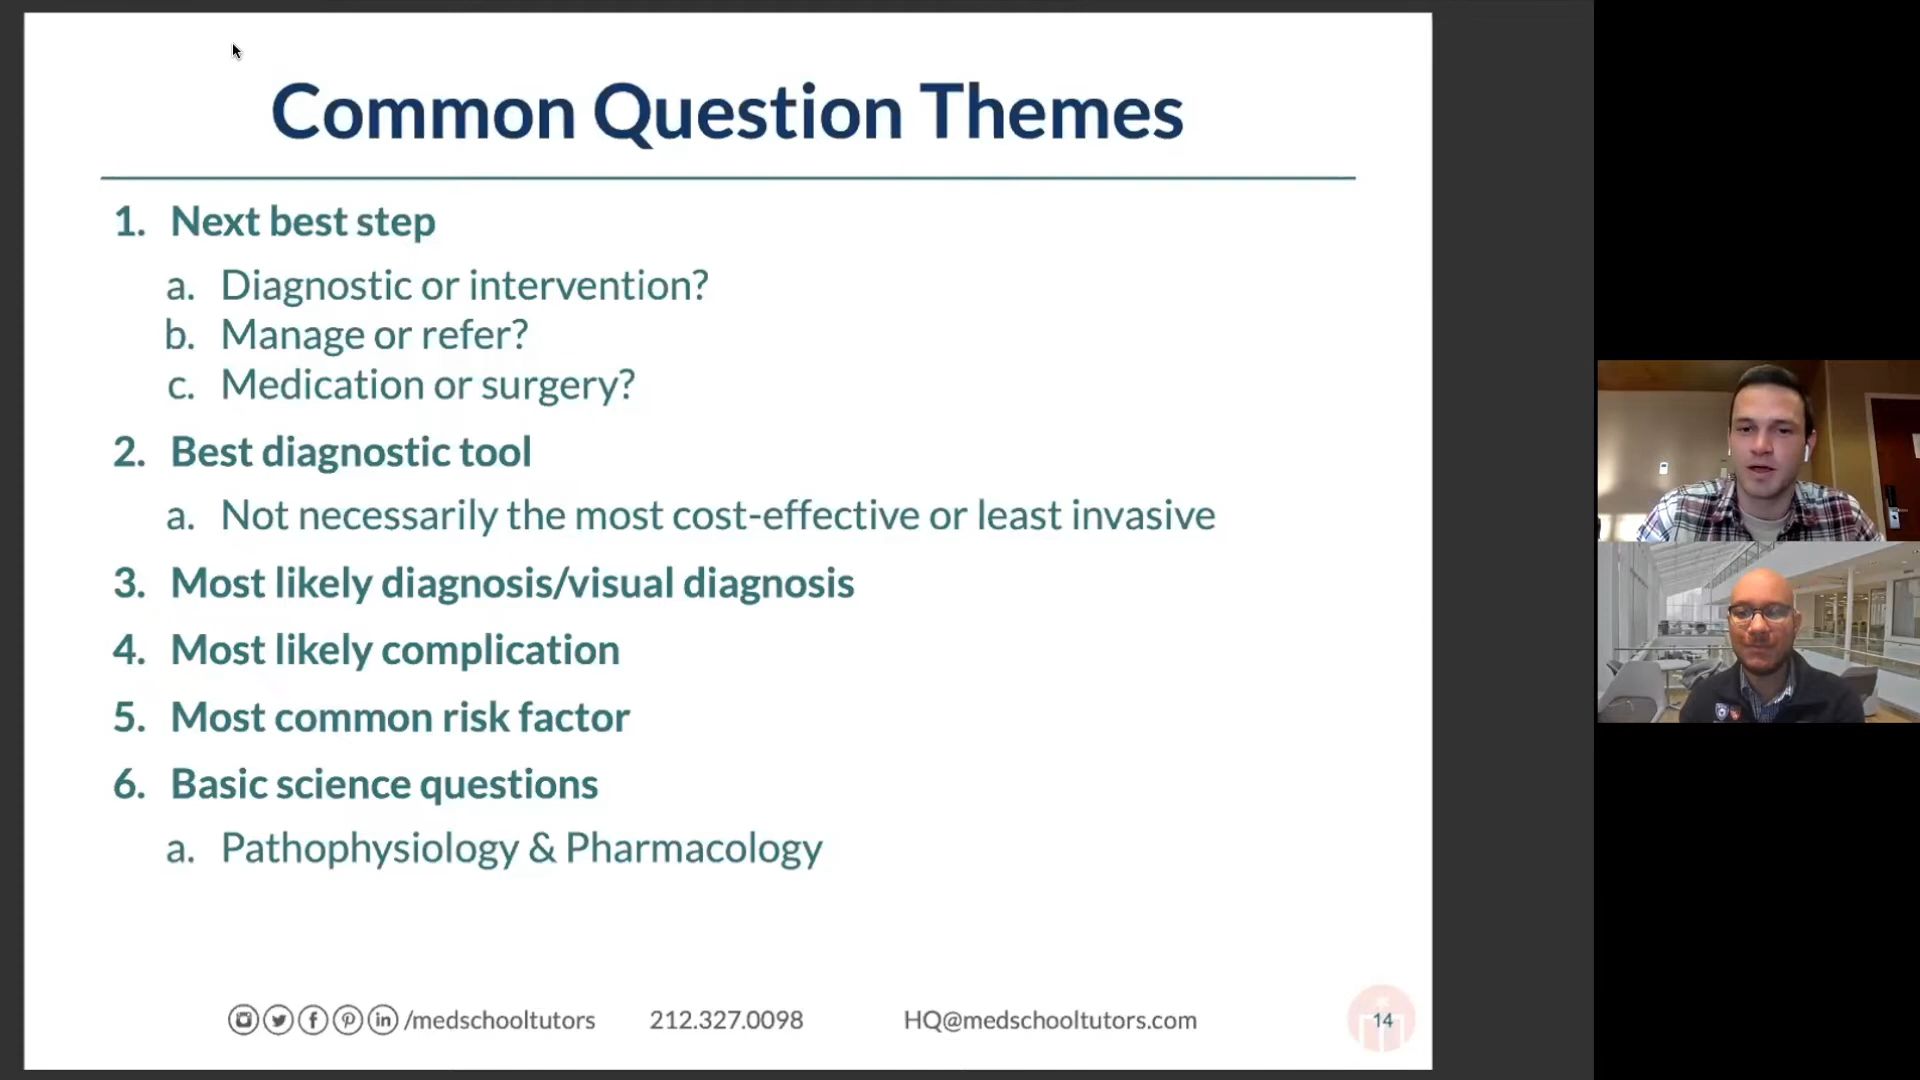 Common Question Themes
1. Next best step
a. Diagnostic or intervention?
b. Manage or refer?
c. Medication or surgery?
2. Best diagnostic tool
a. Not necessarily the most cost-effective or least invasive
3. Most likely diagnosis/visual diagnosis
4. Most likely complication
5. Most common risk factor
6. Basic science questions
a. Pathophysiology & Pharmacology
/medschooltutors 212.327.0098 HQ@medschooltutors.com 14